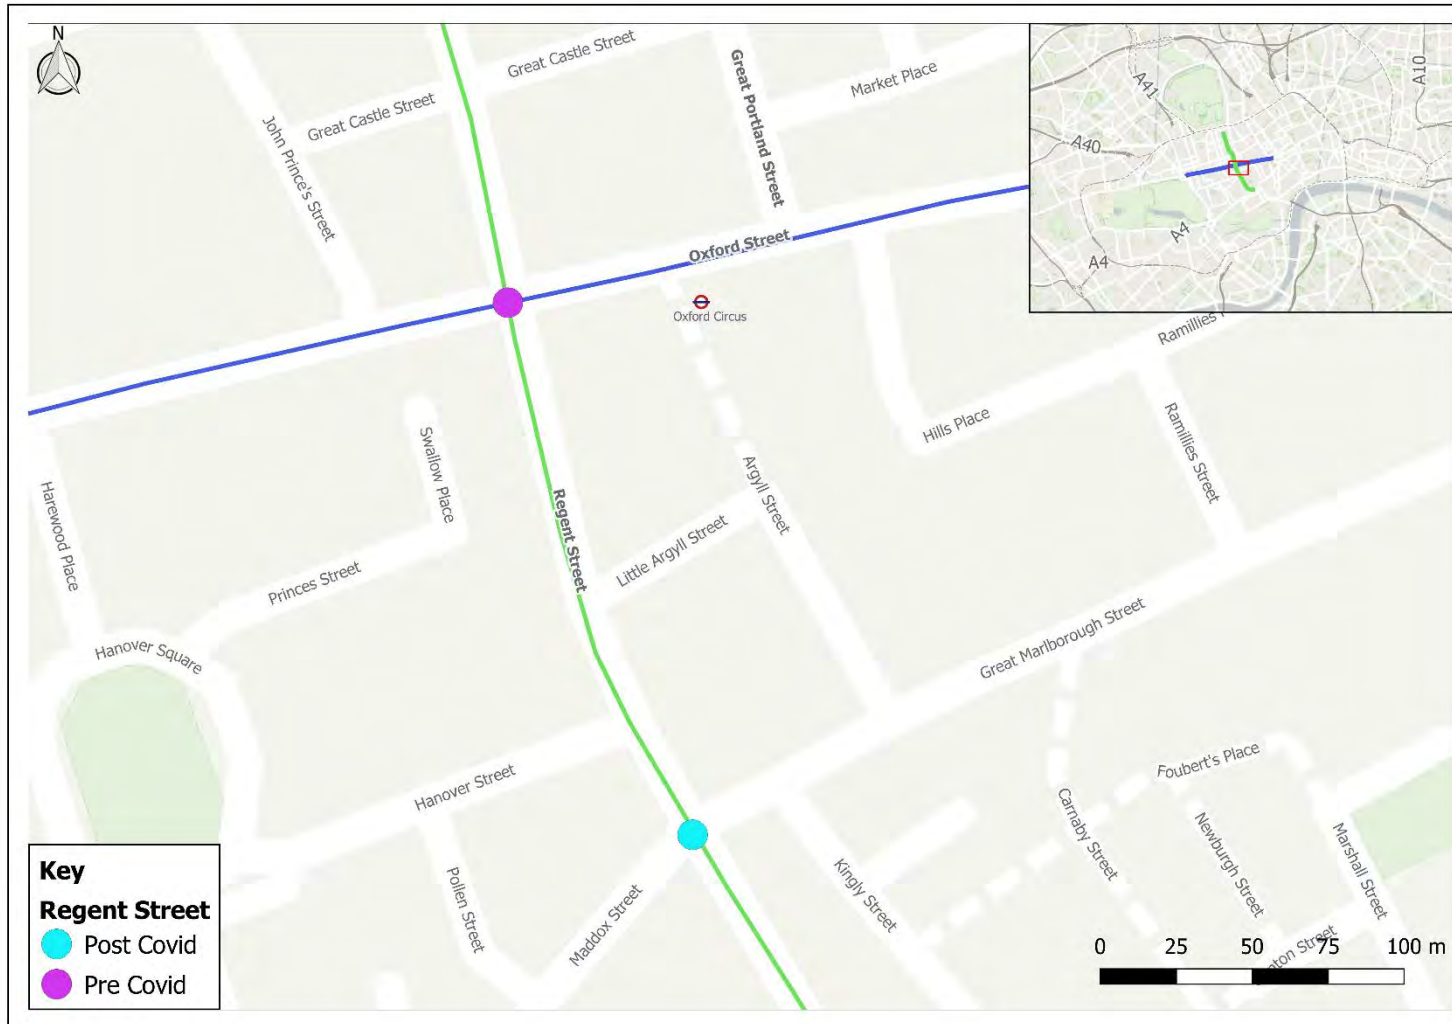 N
Great Castle Street
Great Castle Street
John Prince's Street
Great Portland Street
Market Place
A41
A10
A40
A4
A4
Oxford Street
Oxford Circus
Ramillies
Hills Place
Ramillies Street
Swallow Place
Harewood Place
Argyll Street
Regent Street
Little Argyll Street
Princes Street
Hanover Square
Great Marlborough Street
Hanover Street
Foubert's Place
Carnaby Street
Newburgh Street
Marshall Street
Kingly Street
Pollen Street
Maddox Street
Street
Key
Regent Street
Post Covid
Pre Covid
0 25 50 75 100 m